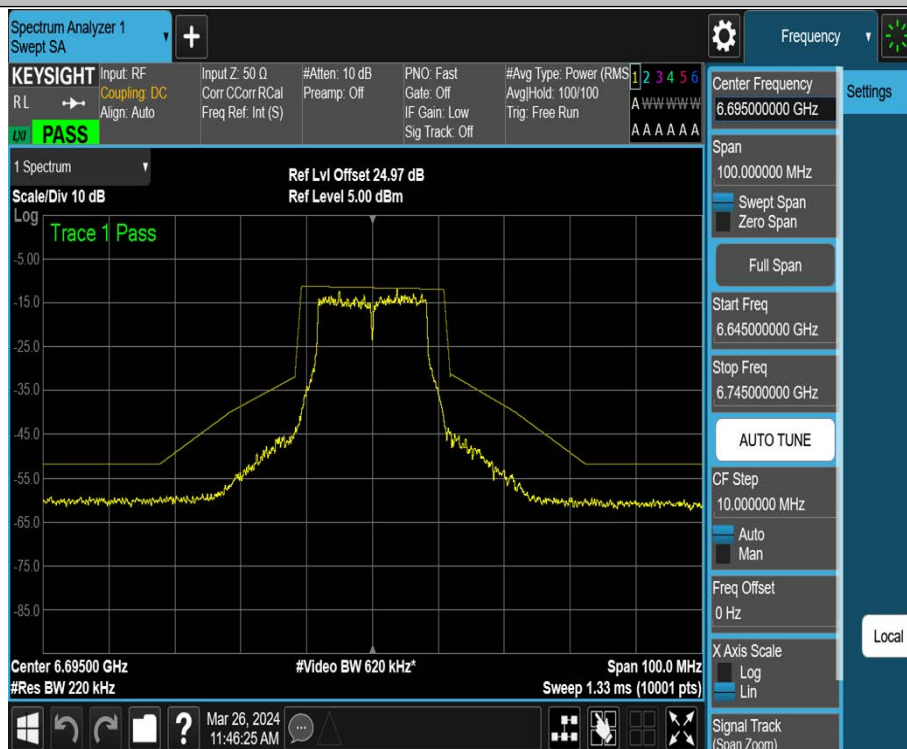 Spectrum Analyzer 1
Swept SA
Frequency
KEYSIGHT
RL
LXI
PASS
Input: RF
Coupling: DC
Align: Auto
Input Z: 50 Ω
Corr CCorr RCal
Freq Ref: Int (S)
#Atten: 10 dB
Preamp: Off
PNO: Fast
Gate: Off
IF Gain: Low
Sig Track: Off
#Avg Type: Power (RMS
Avg|Hold: 100/100
Trig: Free Run
1 2 3 4 5 6
A W W W W W
A A A A A A
Center Frequency
6.695000000 GHz
Settings
Span
100.000000 MHz
Swept Span
Zero Span
Full Span
Start Freq
6.645000000 GHz
Stop Freq
6.745000000 GHz
AUTO TUNE
CF Step
10.000000 MHz
Auto
Man
Freq Offset
0 Hz
X Axis Scale
Log
Lin
Signal Track
(Span Zoom)
Local
1 Spectrum
Scale/Div 10 dB
Ref Lvl Offset 24.97 dB
Ref Level 5.00 dBm
Log
Trace 1 Pass
-5.00
-15.0
-25.0
-35.0
-45.0
-55.0
-65.0
-75.0
-85.0
Center 6.69500 GHz
#Res BW 220 kHz
#Video BW 620 kHz*
Span 100.0 MHz
Sweep 1.33 ms (10001 pts)
?
Mar 26, 2024
11:46:25 AM